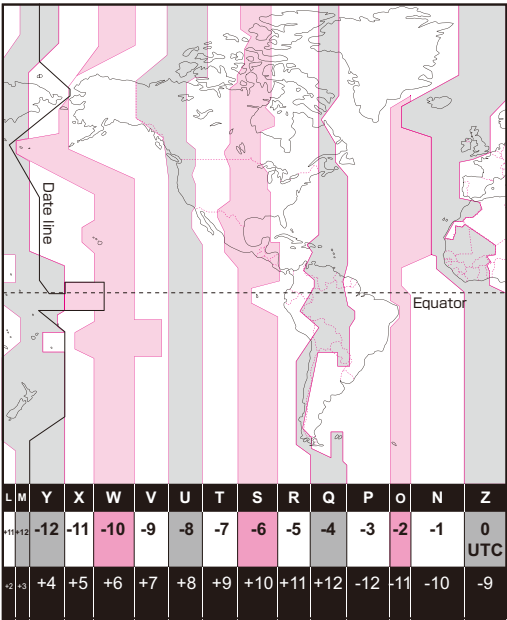 Date line
Equator
L M Y X W V U T S R Q P O N Z
+11 +12 -12 -11 -10 -9 -8 -7 -6 -5 -4 -3 -2 -1 0
UTC
+2 +3 +4 +5 +6 +7 +8 +9 +10 +11 +12 -12 -11 -10 -9